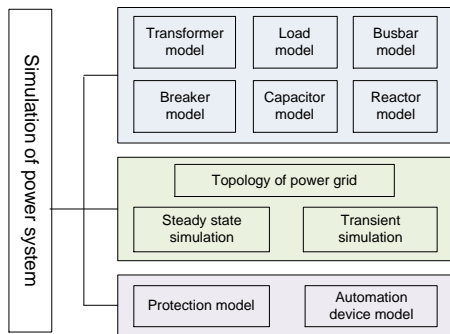 Simulation of
power system
Transformer
model
Load
model
Busbar
model
Breaker
model
Capacitor
model
Reactor
model
Topology of power grid
Steady state
simulation
Transient
simulation
Protection model
Automation
device model